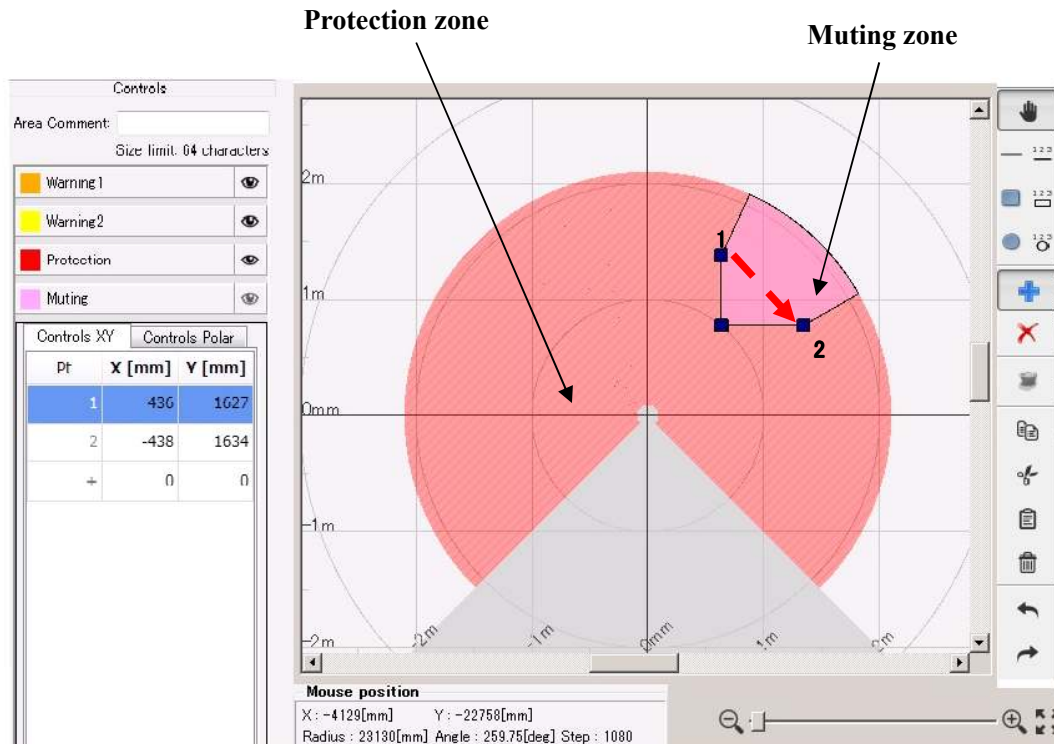 Protection zone
Muting zone
Controls
Area Comment:
Size limit: 64 characters
Warning1
Warning2
Protection
Muting
Controls XY Controls Polar
Pt X [mm] Y [mm]
1 436 1627
2 -438 1634
+ 0 0
2m
1m
0mm
-1m
-2m
-2m -1m 0mm 1m 2m
1
2
123
123
123
Mouse position
X : -4129[mm] Y : -22758[mm]
Radius : 23130[mm] Angle : 259.75[deg] Step : 1080